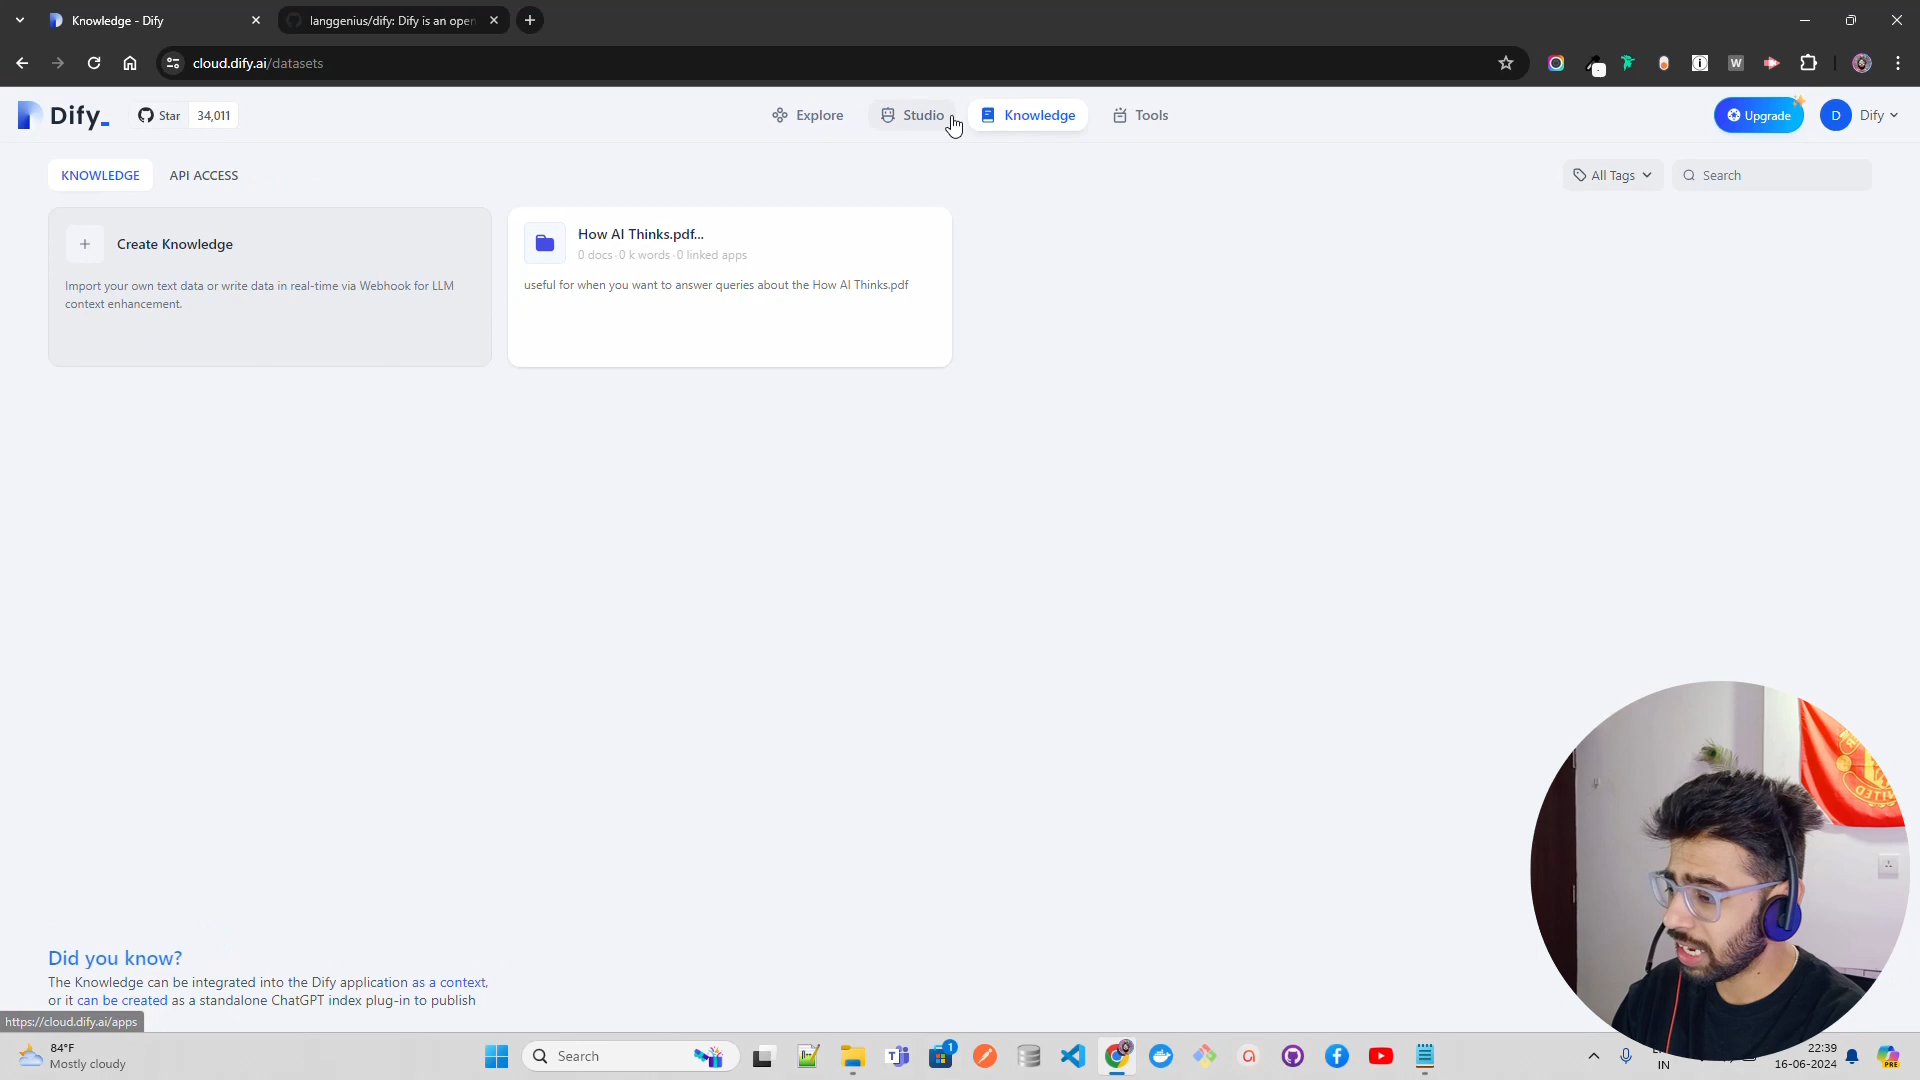 Knowledge - Dify
langgenius/dify: Dify is an open
cloud.dify.ai/datasets
Dify_
Star 34,011
Explore
Studio
Knowledge
Tools
Upgrade
D Dify
KNOWLEDGE
API ACCESS
All Tags
Search
Create Knowledge
Import your own text data or write data in real-time via Webhook for LLM
context enhancement.
How AI Thinks.pdf...
0 docs·0 k words·0 linked apps
useful for when you want to answer queries about the How AI Thinks.pdf
Did you know?
The Knowledge can be integrated into the Dify application as a context,
or it can be created as a standalone ChatGPT index plug-in to publish
https://cloud.dify.ai/apps
84°F
Mostly cloudy
Search
1
IN
22:39
16-06-2024
PRE